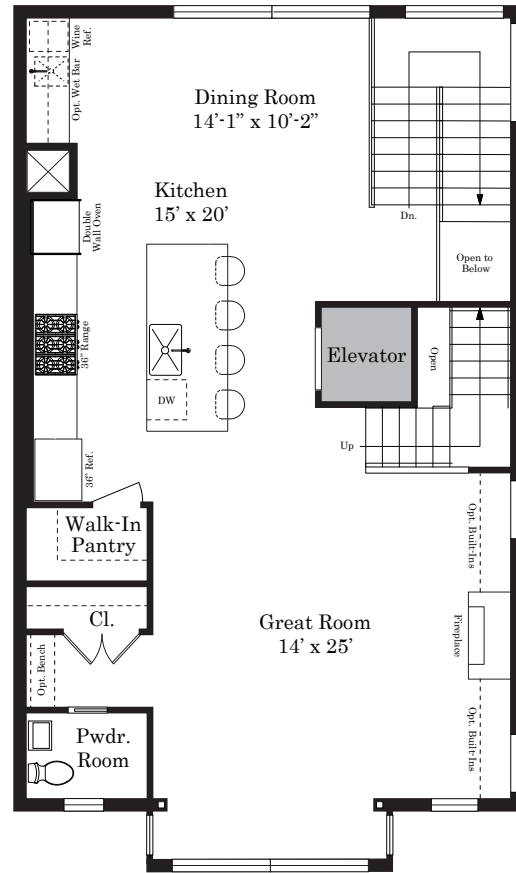 Wine
Ref.
Opt. Wet Bar
Dining Room
14'-1" x 10'-2"
Kitchen
15' x 20'
Double
Wall Oven
Dn.
Open to
Below
36" Range
Elevator
Open
DW
Up
36" Ref.
Walk-In
Pantry
Opt. Built-Ins
Cl.
Great Room
14' x 25'
Fireplace
Opt. Bench
Pwdr.
Room
Opt. Built-Ins